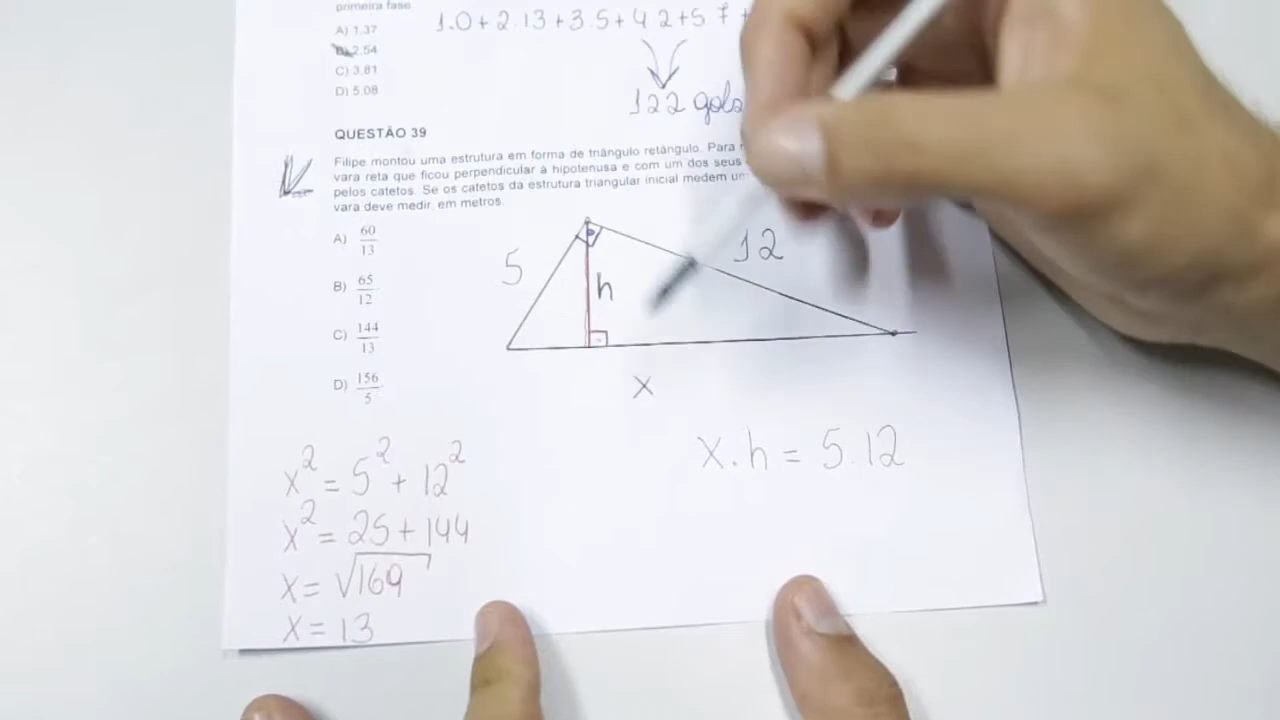 primeira fase
A) 1.37
B) 2.54
C) 3.81
D) 5.08
1.0+2.13+3.5+4 2+5 7 +
122 gols
QUESTÃO 39
Filipe montou uma estrutura em forma de triângulo retângulo. Para
vara reta que ficou perpendicular à hipotenusa e com um dos seus
pelos catetos. Se os catetos da estrutura triangular inicial medem
vara deve medir, em metros,
A) 60/13
B) 65/12
C) 144/13
D) 156/5
5
h
12
x
x² = 5² + 12²
x² = 25 + 144
x = √169
x = 13
x.h = 5.12